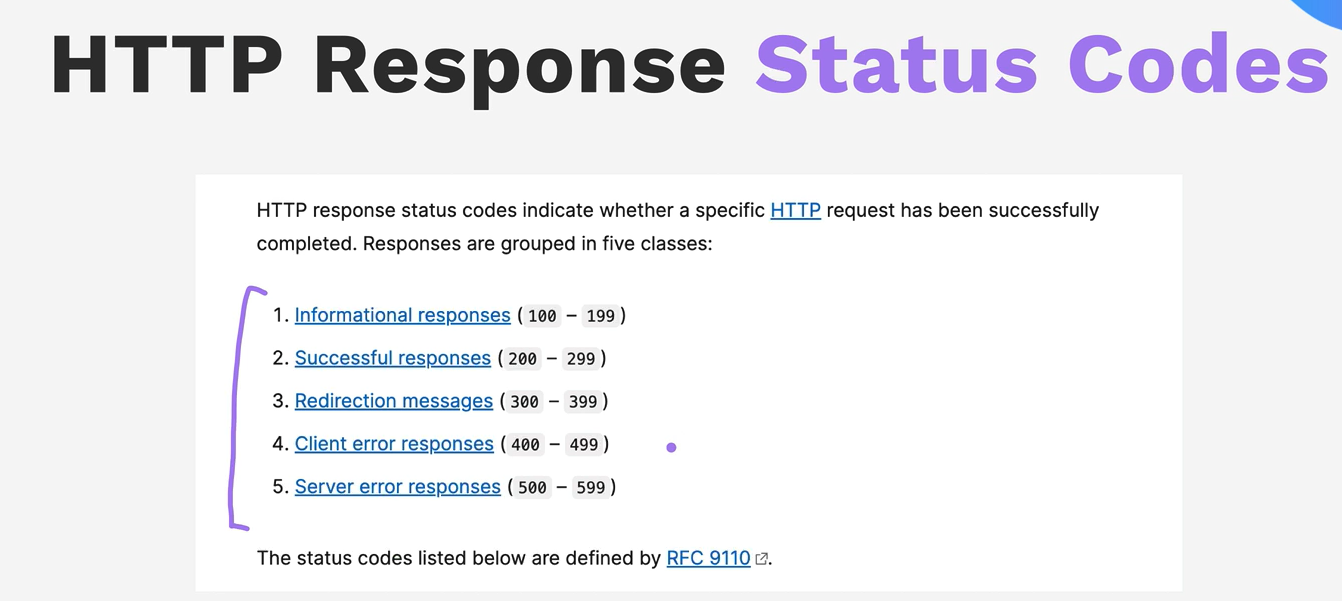 HTTP Response Status Codes
HTTP response status codes indicate whether a specific HTTP request has been successfully
completed. Responses are grouped in five classes:
1. Informational responses (100 – 199)
2. Successful responses (200 – 299)
3. Redirection messages (300 – 399)
4. Client error responses (400 – 499)
5. Server error responses (500 – 599)
The status codes listed below are defined by RFC 9110.